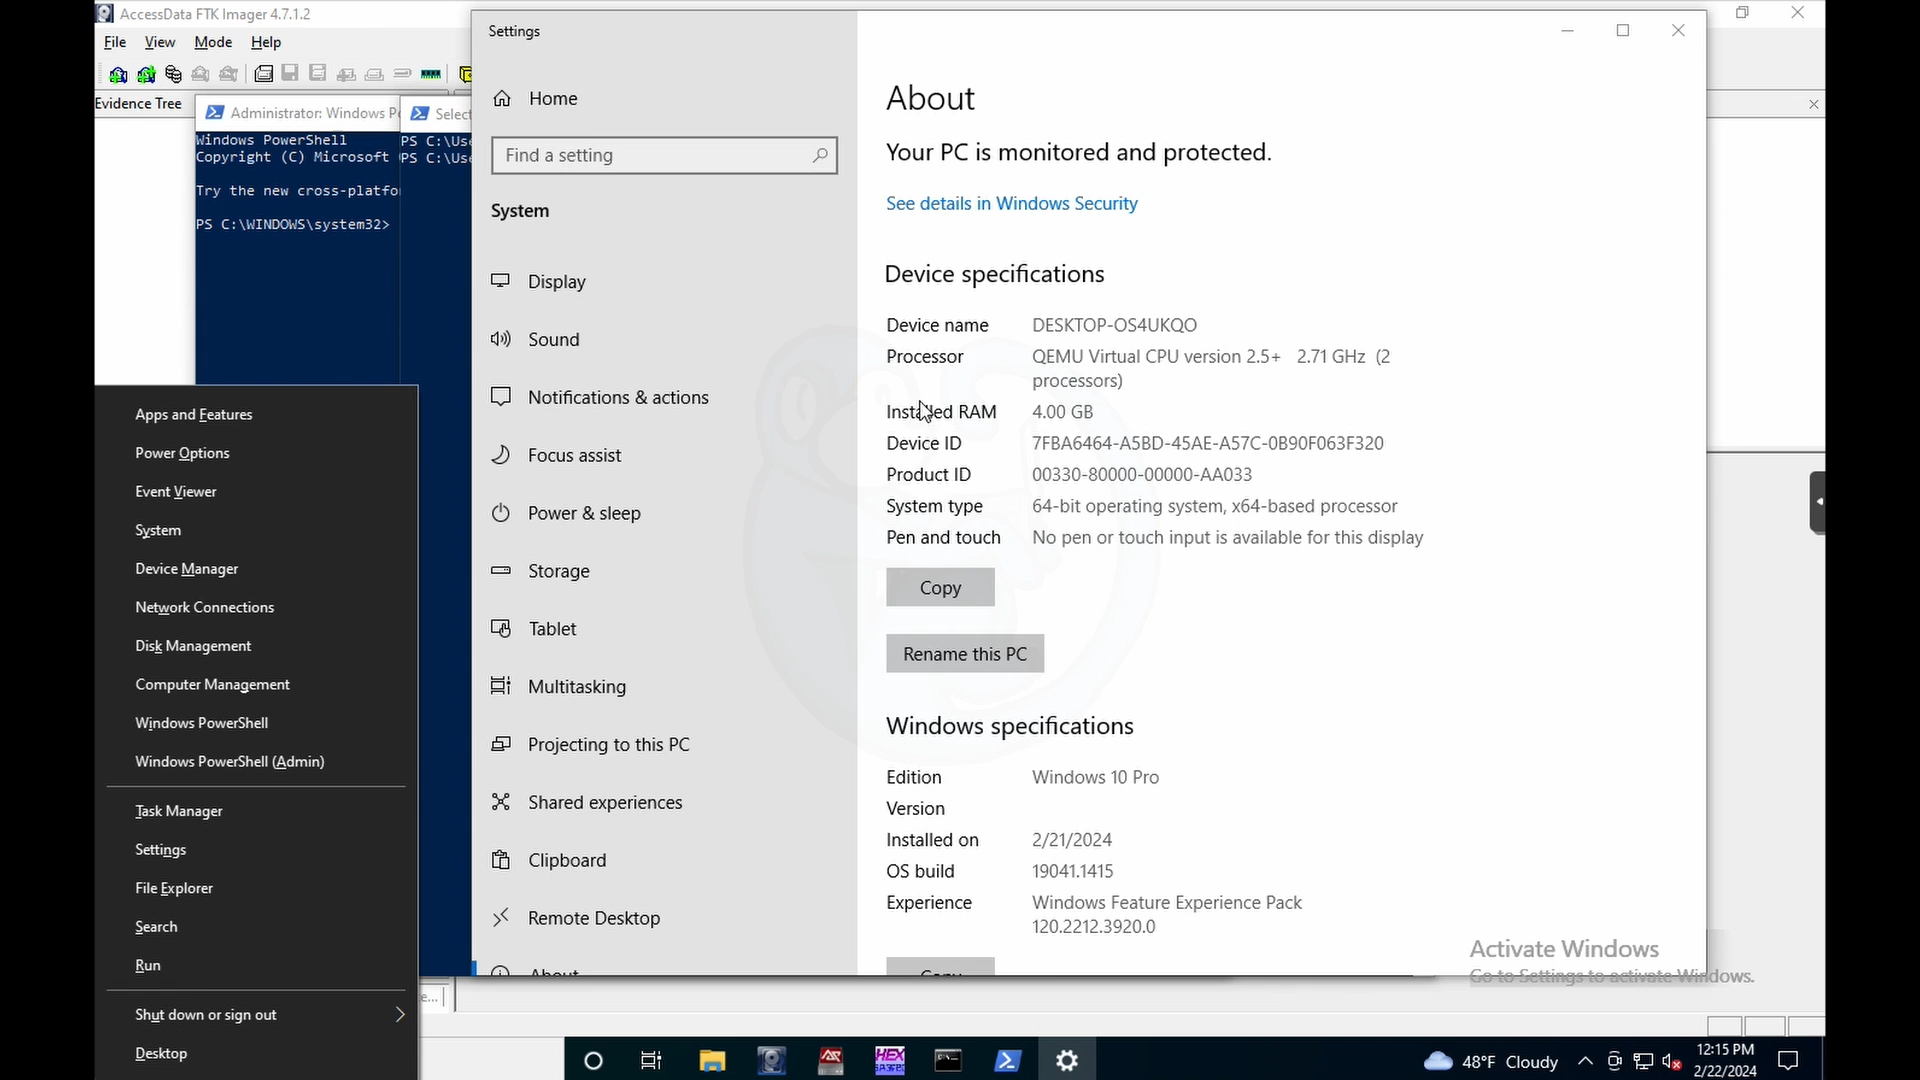 AccessData FTK Imager 4.7.1.2
File View Mode Help
Evidence Tree
Administrator: Windows P
Windows PowerShell
Copyright (C) Microsoft
Try the new cross-platfo
PS C:\WINDOWS\system32>
Select
PS C:\Use
PS C:\Use
Settings
Home
Find a setting
System
Display
Sound
Notifications & actions
Focus assist
Power & sleep
Storage
Tablet
Multitasking
Projecting to this PC
Shared experiences
Clipboard
Remote Desktop
About
About
Your PC is monitored and protected.
See details in Windows Security
Device specifications
Device name DESKTOP-OS4UKQO
Processor QEMU Virtual CPU version 2.5+ 2.71 GHz (2
processors)
Installed RAM 4.00 GB
Device ID 7FBA6464-A5BD-45AE-A57C-0B90F063F320
Product ID 00330-80000-00000-AA033
System type 64-bit operating system, x64-based processor
Pen and touch No pen or touch input is available for this display
Copy
Rename this PC
Windows specifications
Edition Windows 10 Pro
Version
Installed on 2/21/2024
OS build 19041.1415
Experience Windows Feature Experience Pack
120.2212.3920.0
Copy
Activate Windows
Go to Settings to activate Windows.
Apps and Features
Power Options
Event Viewer
System
Device Manager
Network Connections
Disk Management
Computer Management
Windows PowerShell
Windows PowerShell (Admin)
Task Manager
Settings
File Explorer
Search
Run
Shut down or sign out
Desktop
e...
HEX
48°F Cloudy
12:15 PM
2/22/2024